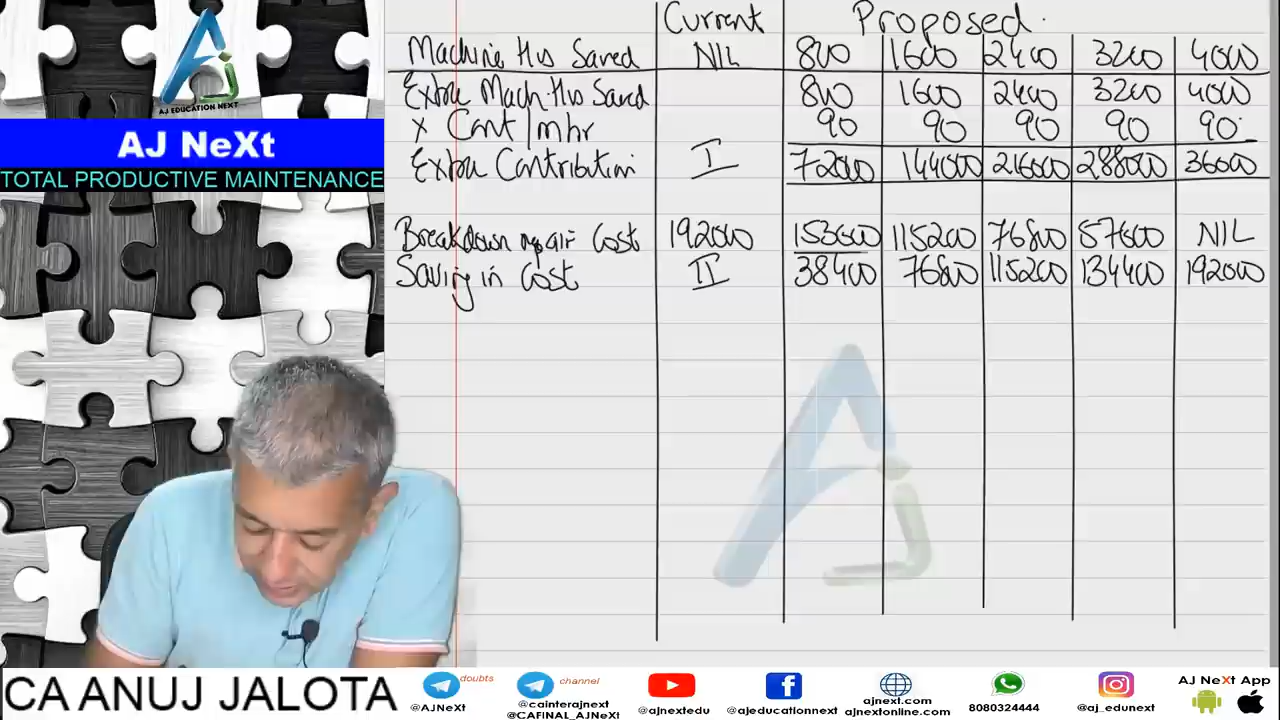 Current Proposed.
Machine Hrs Saved NIL 800 1600 2400 3200 4000
Extra Mach. Hrs Saved 800 1600 2400 3200 4000
x Cont/mhr 90 90 90 90 90
Extra Contribution I 72000 144000 216000 288000 36000
Breakdown repair Cost 192000 153600 115200 76800 57600 NIL
Saving in Cost II 38400 76800 115200 134400 192000
AJ EDUCATION NEXT
AJ NeXt
TOTAL PRODUCTIVE MAINTENANCE
CA ANUJ JALOTA
doubts
@AJNeXt
channel
@cainterajnext
@CAFINAL_AJNeXt
@ajnextedu
@ajeducationnext
ajnext.com
ajnextonline.com
8080324444
@aj_edunext
AJ NeXt App